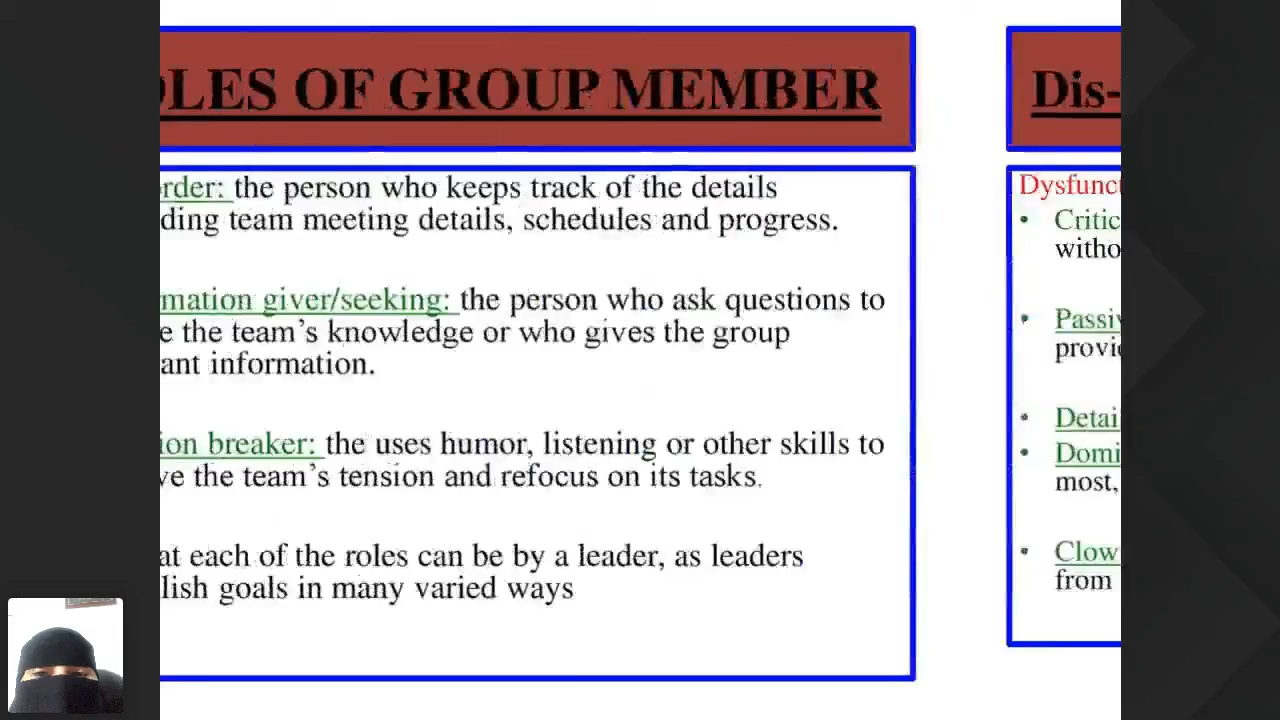 OLES OF GROUP MEMBER
order: the person who keeps track of the details
ding team meeting details, schedules and progress.
mation giver/seeking: the person who ask questions to
e the team’s knowledge or who gives the group
ant information.
ion breaker: the uses humor, listening or other skills to
ve the team’s tension and refocus on its tasks.
at each of the roles can be by a leader, as leaders
lish goals in many varied ways
Dis-
Dysfunct
• Critic
witho
• Passiv
provid
• Detai
• Domi
most,
• Clow
from